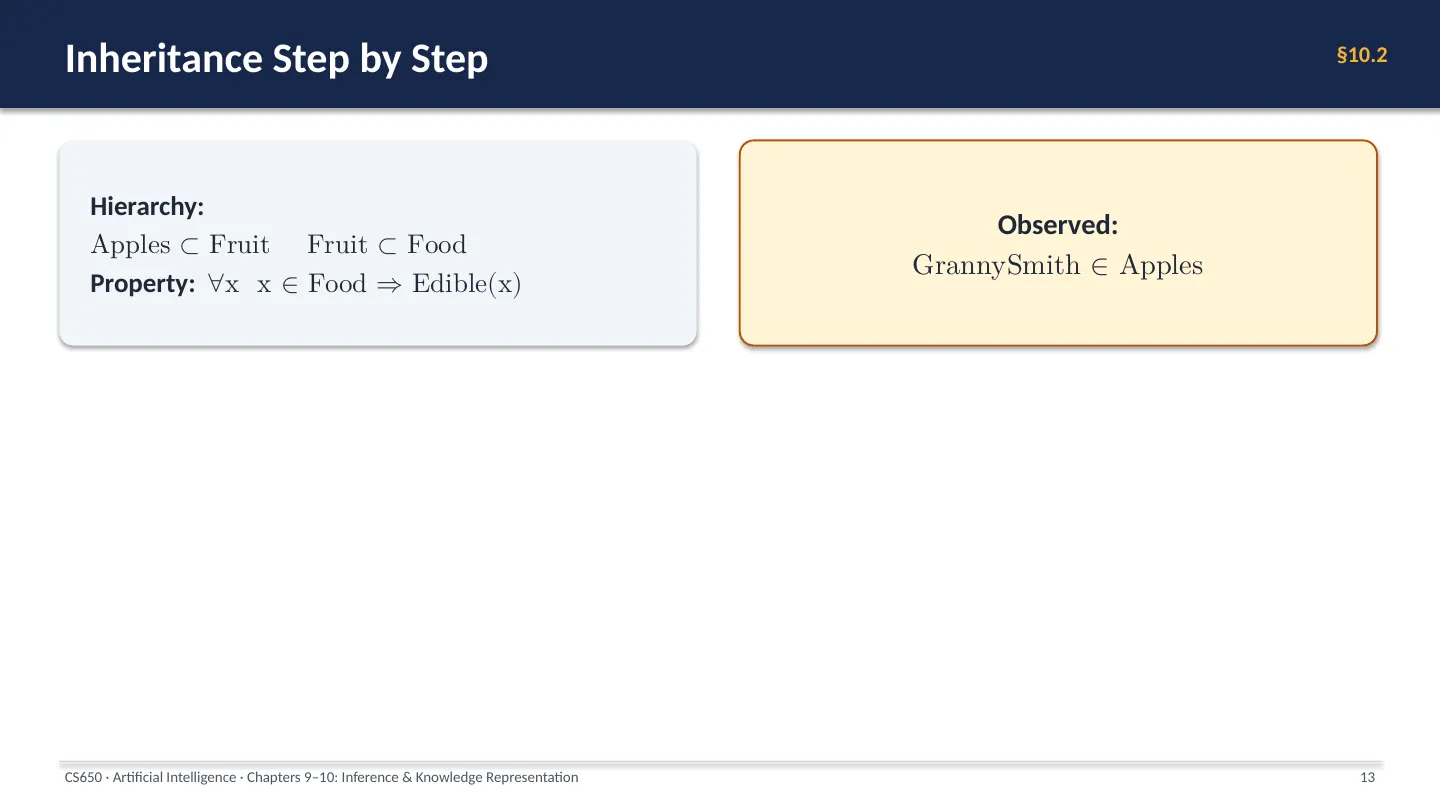 Inheritance Step by Step
§10.2
Hierarchy:
Apples ⊂ Fruit Fruit ⊂ Food
Property: ∀x x ∈ Food ⇒ Edible(x)
Observed:
GrannySmith ∈ Apples
CS650 · Artificial Intelligence · Chapters 9–10: Inference & Knowledge Representation
13